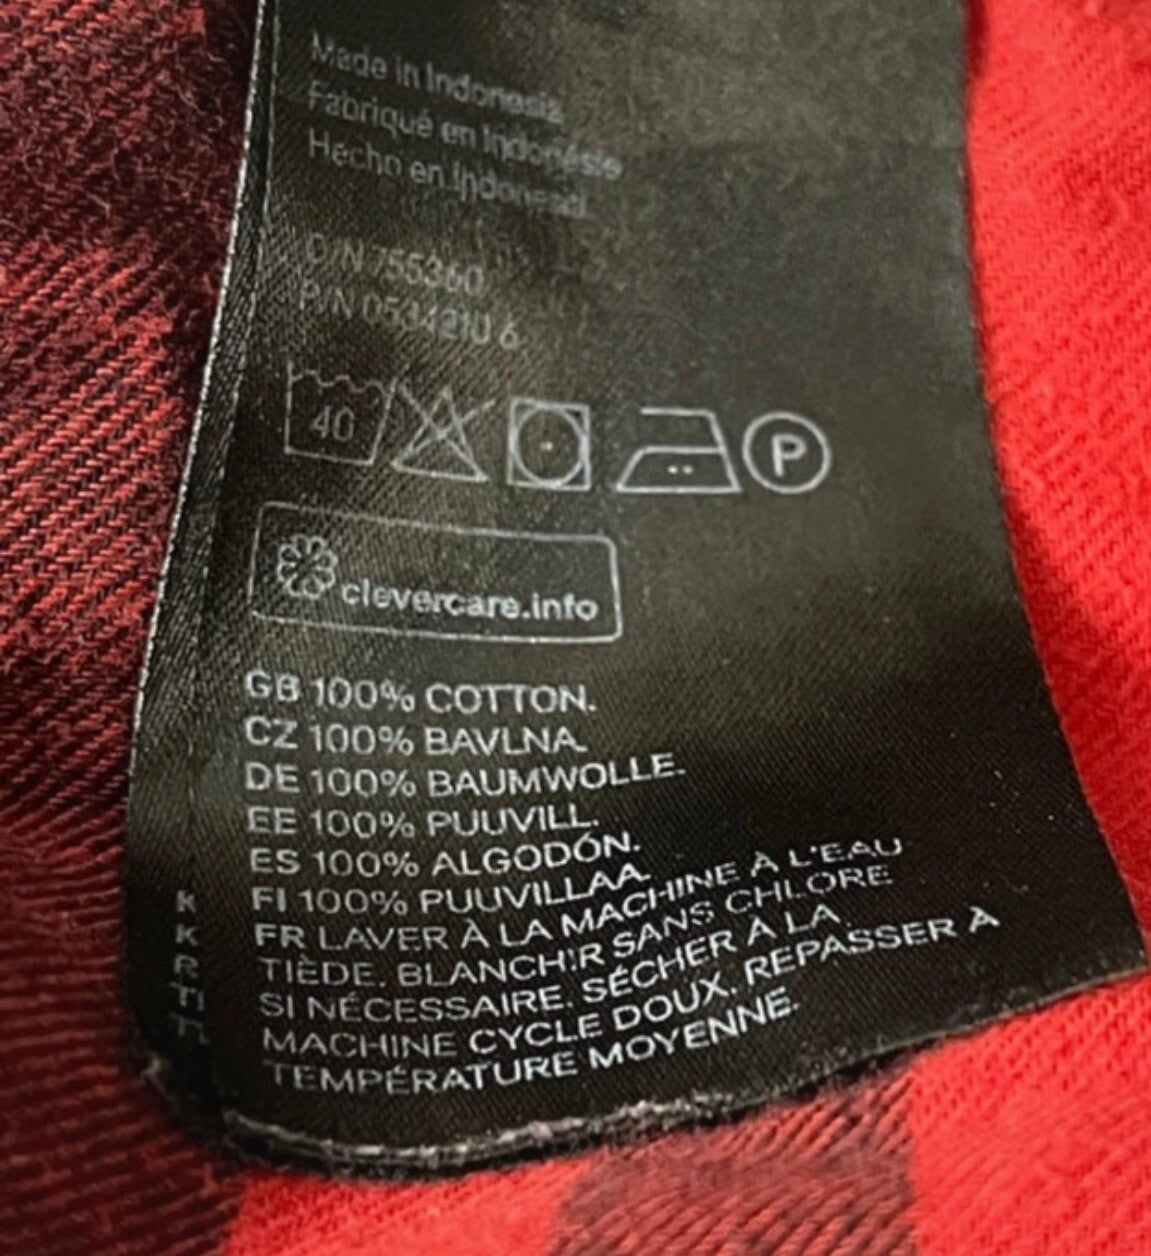 Made in Indonesia
Fabriqué en Indonésie
Hecho en Indonesia
O/N 755360
P/N 0534210 6
40
P
clevercare.info
GB 100% COTTON.
CZ 100% BAVLNA.
DE 100% BAUMWOLLE.
EE 100% PUUVILL.
ES 100% ALGODÓN.
FI 100% PUUVILLAA.
FR LAVER À LA MACHINE À L'EAU
TIÈDE. BLANCHIR SANS CHLORE
SI NÉCESSAIRE. SÉCHER À LA
MACHINE CYCLE DOUX. REPASSER À
TEMPÉRATURE MOYENNE.
K
K
R
TI